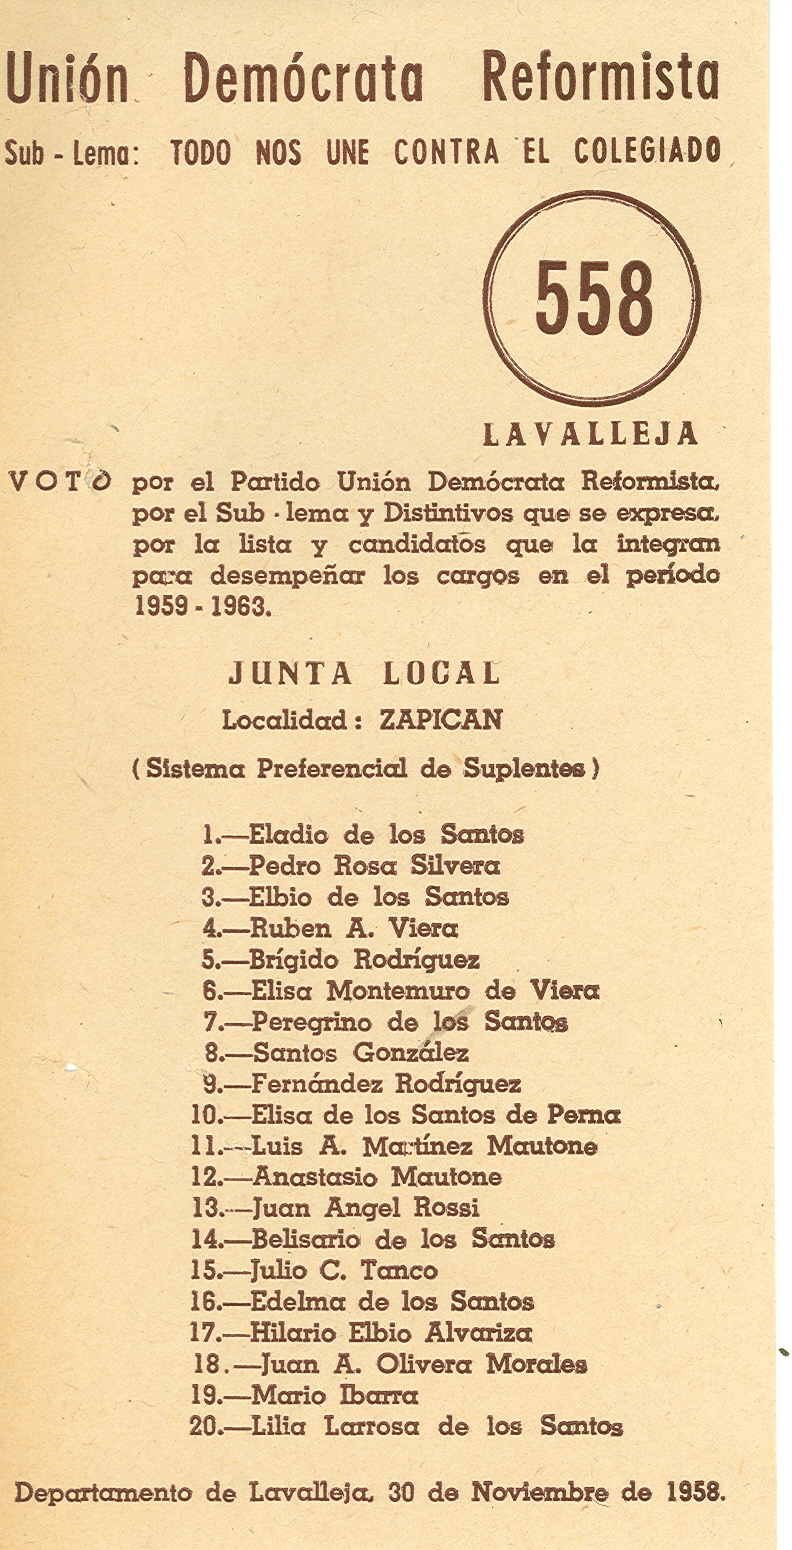 Unión Demócrata Reformista
Sub - Lema: TODO NOS UNE CONTRA EL COLEGIADO
558
LAVALLEJA
VOTO por el Partido Unión Demócrata Reformista,
por el Sub - lema y Distintivos que se expresa,
por la lista y candidatos que la integran
para desempeñar los cargos en el período
1959 - 1963.
JUNTA LOCAL
Localidad: ZAPICAN
(Sistema Preferencial de Suplentes)
1.—Eladio de los Santos
2.—Pedro Rosa Silvera
3.—Elbio de los Santos
4.—Ruben A. Viera
5.—Brígido Rodríguez
6.—Elisa Montemuro de Viera
7.—Peregrino de los Santos
8.—Santos González
9.—Fernández Rodríguez
10.—Elisa de los Santos de Perna
11.—Luis A. Martínez Mautone
12.—Anastasio Mautone
13.—Juan Angel Rossi
14.—Belisario de los Santos
15.—Julio C. Tanco
16.—Edelma de los Santos
17.—Hilario Elbio Alvariza
18.—Juan A. Olivera Morales
19.—Mario Ibarra
20.—Lilia Larrosa de los Santos
Departamento de Lavalleja, 30 de Noviembre de 1958.